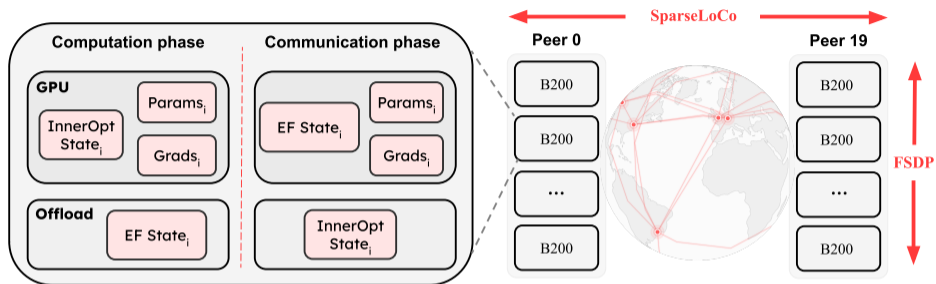 SparseLoCo
Computation phase
Communication phase
Peer 0
Peer 19
GPU
Params_i
InnerOpt
State_i
Grads_i
EF State_i
Params_i
Grads_i
Offload
EF State_i
InnerOpt
State_i
B200
B200
...
B200
B200
B200
...
B200
FSDP